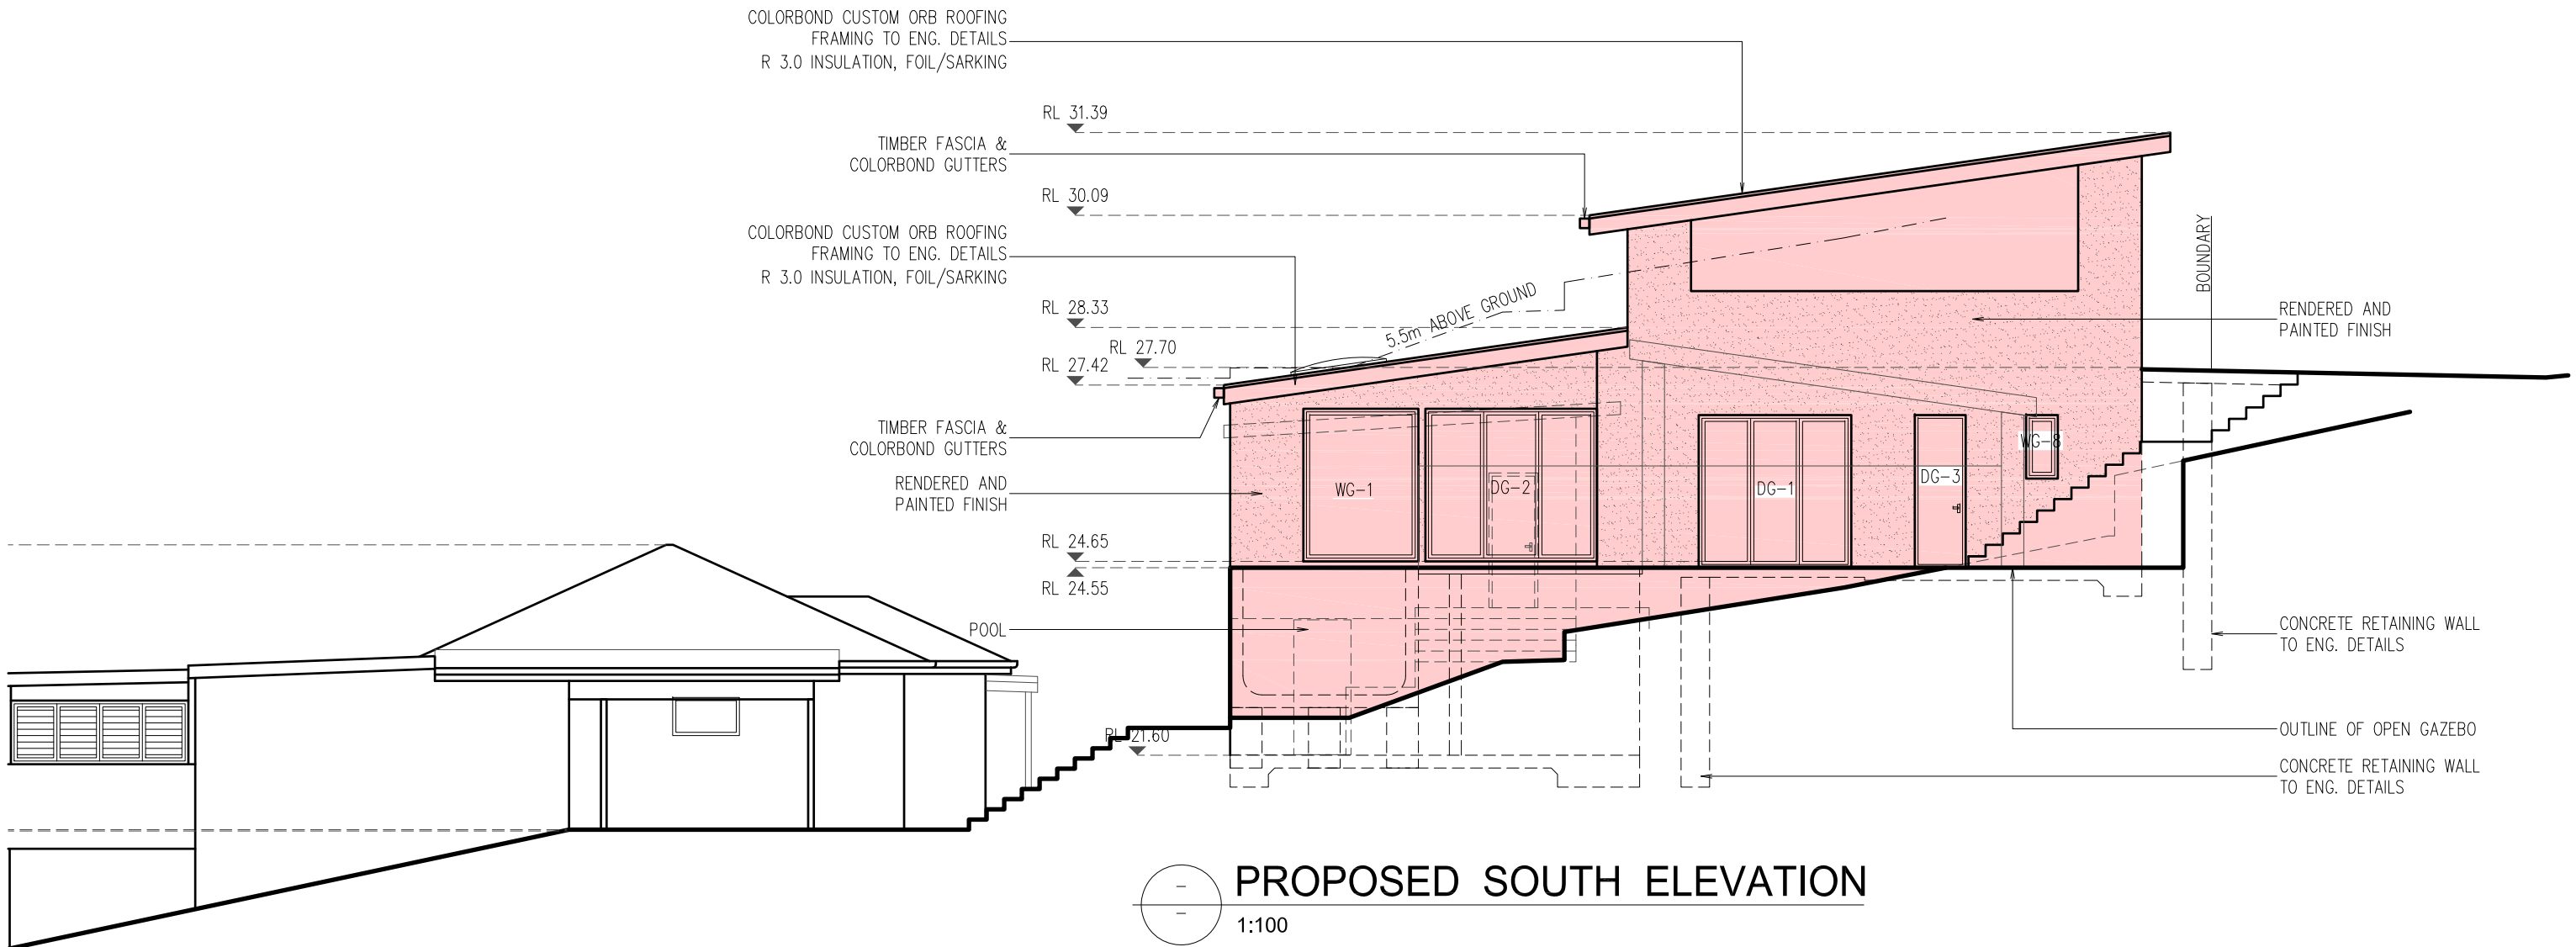 COLORBOND CUSTOM ORB ROOFING
FRAMING TO ENG. DETAILS
R 3.0 INSULATION, FOIL/SARKING
RL 31.39
TIMBER FASCIA &
COLORBOND GUTTERS
RL 30.09
COLORBOND CUSTOM ORB ROOFING
FRAMING TO ENG. DETAILS
R 3.0 INSULATION, FOIL/SARKING
BOUNDARY
5.5m ABOVE GROUND
RL 28.33
RL 27.70
RL 27.42
RENDERED AND
PAINTED FINISH
TIMBER FASCIA &
COLORBOND GUTTERS
RENDERED AND
PAINTED FINISH
WG-1
DG-2
DG-1
DG-3
WG-8
RL 24.65
RL 24.55
POOL
CONCRETE RETAINING WALL
TO ENG. DETAILS
RL 21.60
OUTLINE OF OPEN GAZEBO
CONCRETE RETAINING WALL
TO ENG. DETAILS
PROPOSED SOUTH ELEVATION
1:100